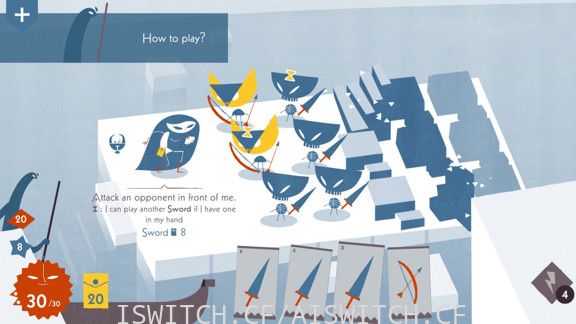 How to play?
Attack an opponent in front of me.
: I can play another Sword if I have one
in my hand
Sword 8
20
8
30/30
20
4
ISWITCH.CF/AISWITCH.CF